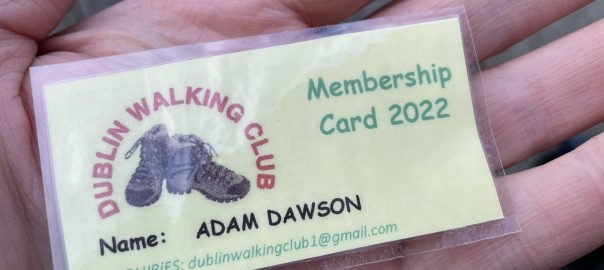 DUBLIN WALKING CLUB
Membership
Card 2022
Name: ADAM DAWSON
dublinwalkingclub1@gmail.com